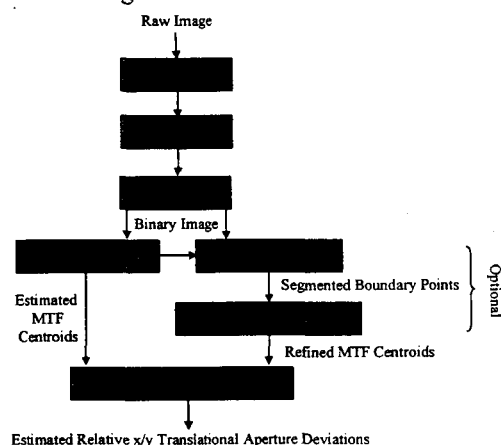 Raw Image
Binary Image
Estimated
MTF
Centroids
Segmented Boundary Points
Optional
Refined MTF Centroids
Estimated Relative x/y Translational Aperture Deviations